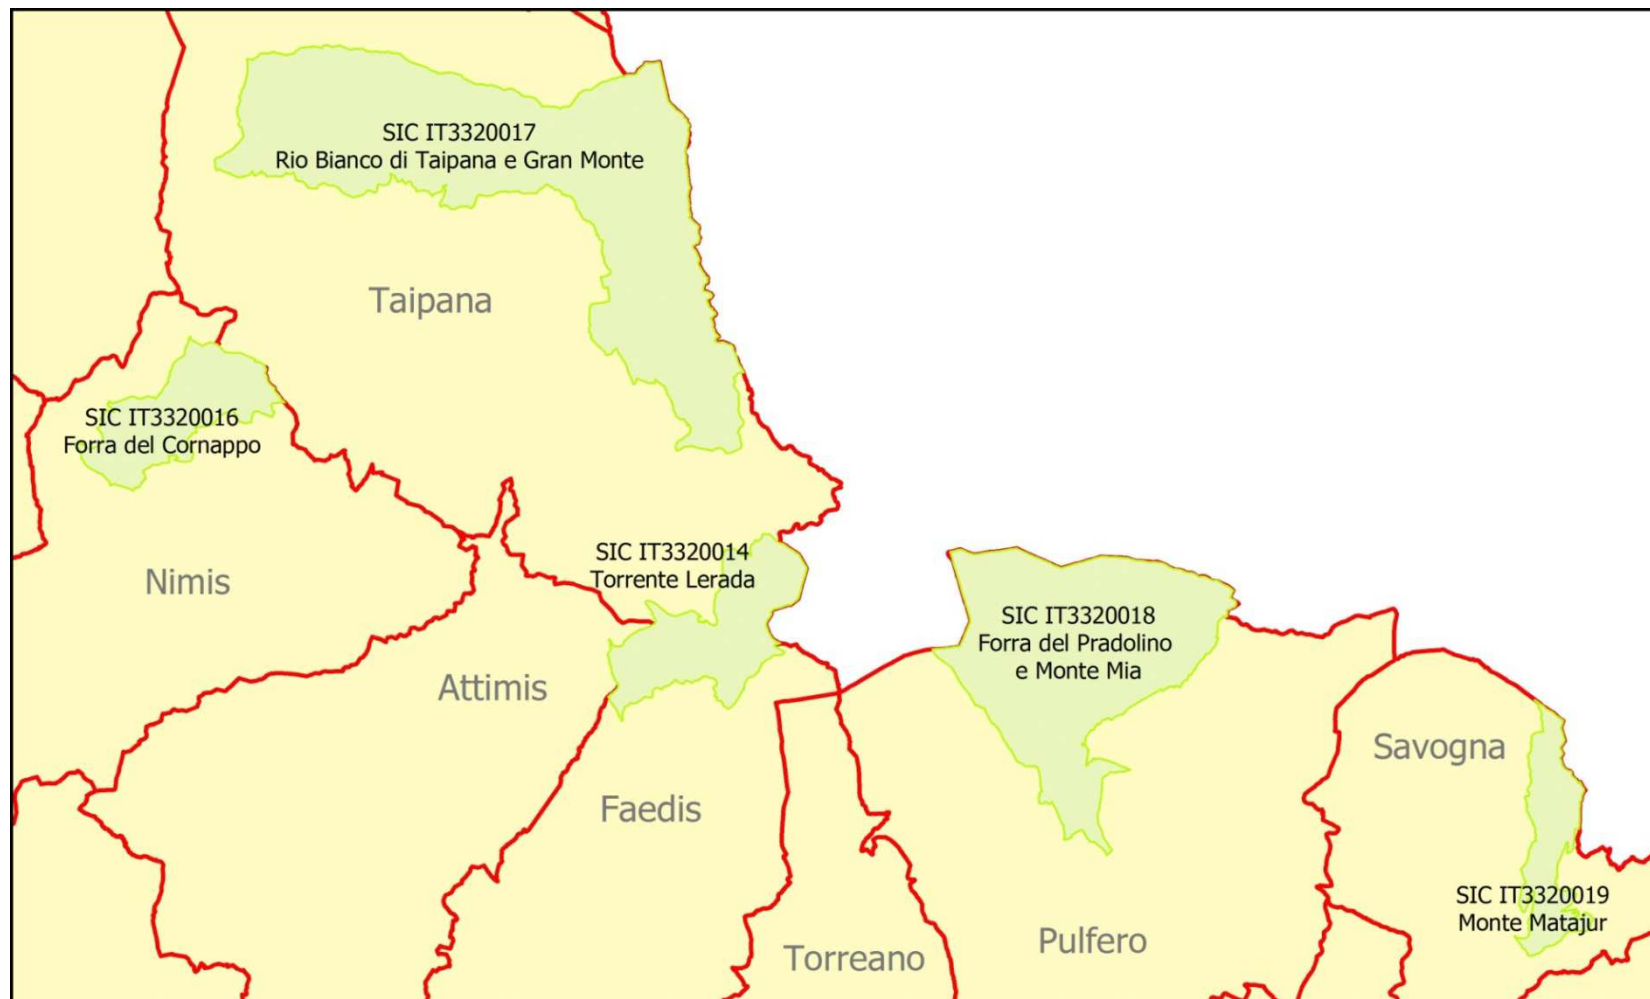 SIC IT3320017
Rio Bianco di Taipana e Gran Monte
Taipana
SIC IT3320016
Forra del Cornappo
SIC IT3320014
Torrente Lerada
Nimis
SIC IT3320018
Forra del Pradolino
e Monte Mia
Attimis
Savogna
Faedis
SIC IT3320019
Monte Matajur
Pulfero
Torreano